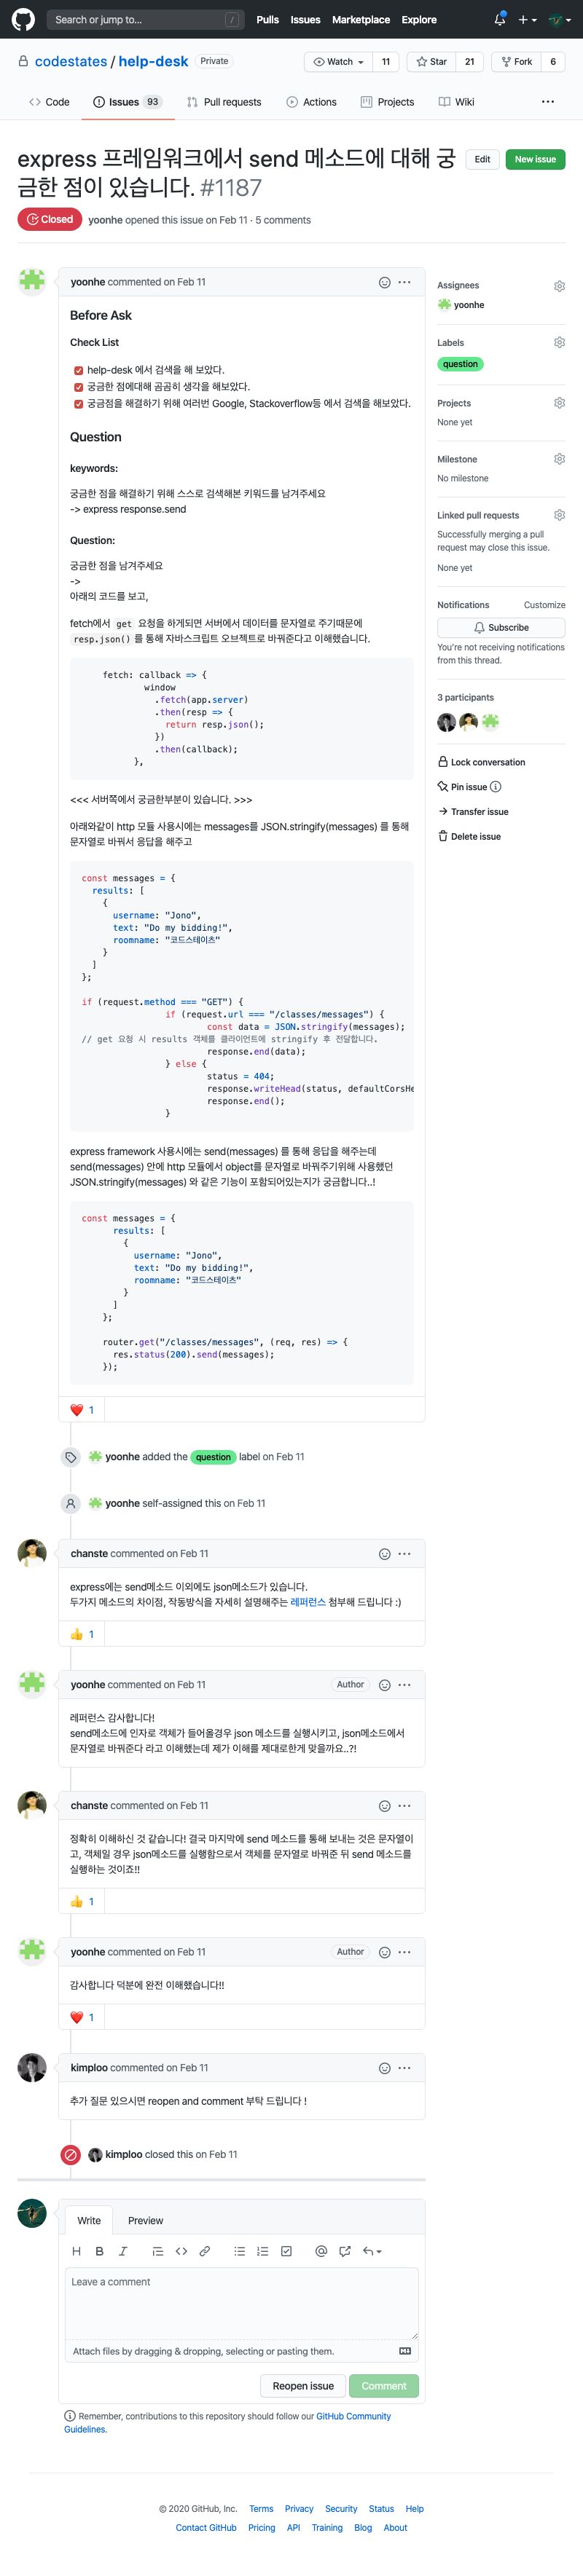 Search or jump to... /
Pulls Issues Marketplace Explore
codestates / help-desk Private
Watch 11 Star 21 Fork 6
Code Issues 93 Pull requests Actions Projects Wiki ...
express 프레임워크에서 send 메소드에 대해 궁
금한 점이 있습니다. #1187
Edit New issue
Closed yoonhe opened this issue on Feb 11 · 5 comments
yoonhe commented on Feb 11
Before Ask
Check List
help-desk 에서 검색을 해 보았다.
궁금한 점에대해 곰곰히 생각을 해보았다.
궁금점을 해결하기 위해 여러번 Google, Stackoverflow등 에서 검색을 해보았다.
Question
keywords:
궁금한 점을 해결하기 위해 스스로 검색해본 키워드를 남겨주세요
-> express response.send
Question:
궁금한 점을 남겨주세요
->
아래의 코드를 보고,
fetch에서 get 요청을 하게되면 서버에서 데이터를 문자열로 주기때문에
resp.json() 를 통해 자바스크립트 오브젝트로 바꿔준다고 이해했습니다.
fetch: callback => {
window
.fetch(app.server)
.then(resp => {
return resp.json();
})
.then(callback);
},
<<< 서버쪽에서 궁금한부분이 있습니다. >>>
아래와같이 http 모듈 사용시에는 messages를 JSON.stringify(messages) 를 통해
문자열로 바꿔서 응답을 해주고
const messages = {
results: [
{
username: "Jono",
text: "Do my bidding!",
roomname: "코드스테이츠"
}
]
};
if (request.method === "GET") {
if (request.url === "/classes/messages") {
const data = JSON.stringify(messages);
// get 요청 시 results 객체를 클라이언트에 stringify 후 전달합니다.
response.end(data);
} else {
status = 404;
response.writeHead(status, defaultCorsHe
response.end();
}
express framework 사용시에는 send(messages) 를 통해 응답을 해주는데
send(messages) 안에 http 모듈에서 object를 문자열로 바꿔주기위해 사용했던
JSON.stringify(messages) 와 같은 기능이 포함되어있는지가 궁금합니다..!
const messages = {
results: [
{
username: "Jono",
text: "Do my bidding!",
roomname: "코드스테이츠"
}
]
};
router.get("/classes/messages", (req, res) => {
res.status(200).send(messages);
});
❤️ 1
yoonhe added the question label on Feb 11
yoonhe self-assigned this on Feb 11
chanste commented on Feb 11
express에는 send메소드 이외에도 json메소드가 있습니다.
두가지 메소드의 차이점, 작동방식을 자세히 설명해주는 레퍼런스 첨부해 드립니다 :)
👍 1
yoonhe commented on Feb 11 Author
레퍼런스 감사합니다!
send메소드에 인자로 객체가 들어올경우 json 메소드를 실행시키고, json메소드에서
문자열로 바꿔준다 라고 이해했는데 제가 이해를 제대로한게 맞을까요..?!
chanste commented on Feb 11
정확히 이해하신 것 같습니다! 결국 마지막에 send 메소드를 통해 보내는 것은 문자열이
고, 객체일 경우 json메소드를 실행함으로서 객체를 문자열로 바꿔준 뒤 send 메소드를
실행하는 것이죠!!
👍 1
yoonhe commented on Feb 11 Author
감사합니다 덕분에 완전 이해했습니다!!
❤️ 1
kimploo commented on Feb 11
추가 질문 있으시면 reopen and comment 부탁 드립니다 !
kimploo closed this on Feb 11
Write Preview
Leave a comment
Attach files by dragging & dropping, selecting or pasting them.
Reopen issue Comment
Remember, contributions to this repository should follow our GitHub Community
Guidelines.
Assignees
yoonhe
Labels
question
Projects
None yet
Milestone
No milestone
Linked pull requests
Successfully merging a pull
request may close this issue.
None yet
Notifications Customize
Subscribe
You're not receiving notifications
from this thread.
3 participants
Lock conversation
Pin issue
Transfer issue
Delete issue
© 2020 GitHub, Inc. Terms Privacy Security Status Help
Contact GitHub Pricing API Training Blog About